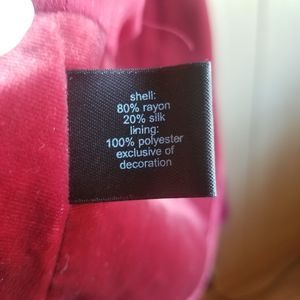 shell:
80% rayon
20% silk
lining:
100% polyester
exclusive of
decoration